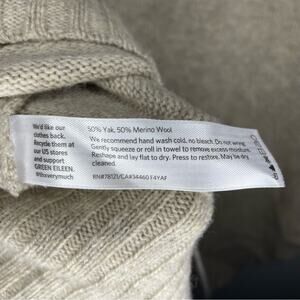 We'd like our
clothes back.
Recycle them at
our US stores
and support
GREEN EILEEN.
#thxverymuch
50% Yak, 50% Merino Wool
We recommend hand wash cold, no bleach. Do not wring.
Gently squeeze or roll in towel to remove excess moisture.
Reshape and lay flat to dry. Press to restore. May be dry
cleaned.
RN#78121/CA#34460 F4YAF